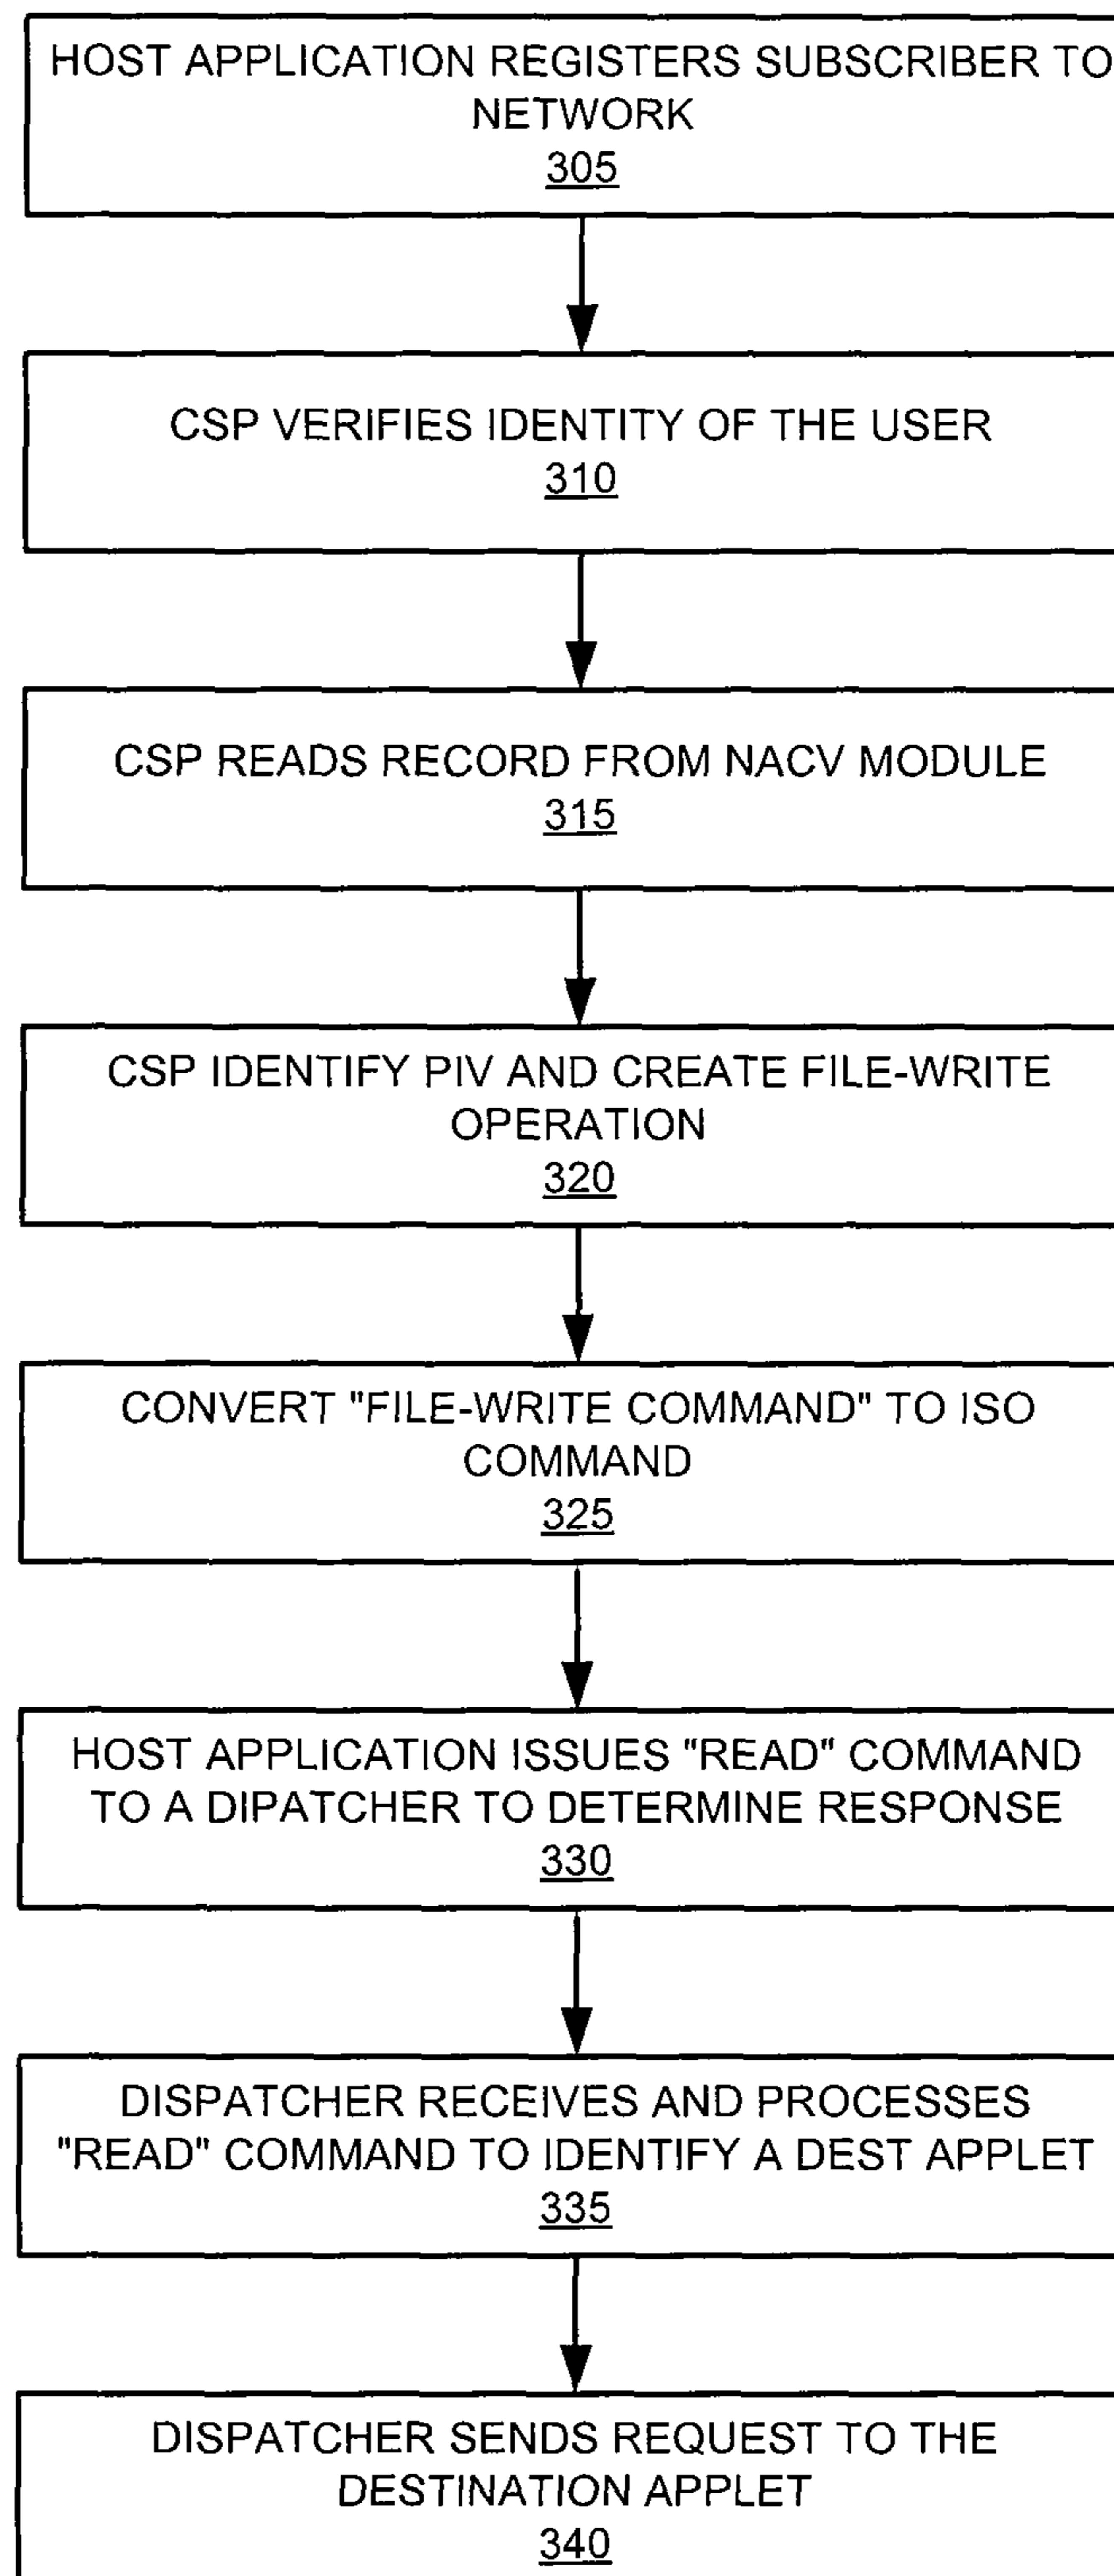 HOST APPLICATION REGISTERS SUBSCRIBER TO
NETWORK
305
CSP VERIFIES IDENTITY OF THE USER
310
CSP READS RECORD FROM NACV MODULE
315
CSP IDENTIFY PIV AND CREATE FILE-WRITE
OPERATION
320
CONVERT "FILE-WRITE COMMAND" TO ISO
COMMAND
325
HOST APPLICATION ISSUES "READ" COMMAND
TO A DIPATCHER TO DETERMINE RESPONSE
330
DISPATCHER RECEIVES AND PROCESSES
"READ" COMMAND TO IDENTIFY A DEST APPLET
335
DISPATCHER SENDS REQUEST TO THE
DESTINATION APPLET
340